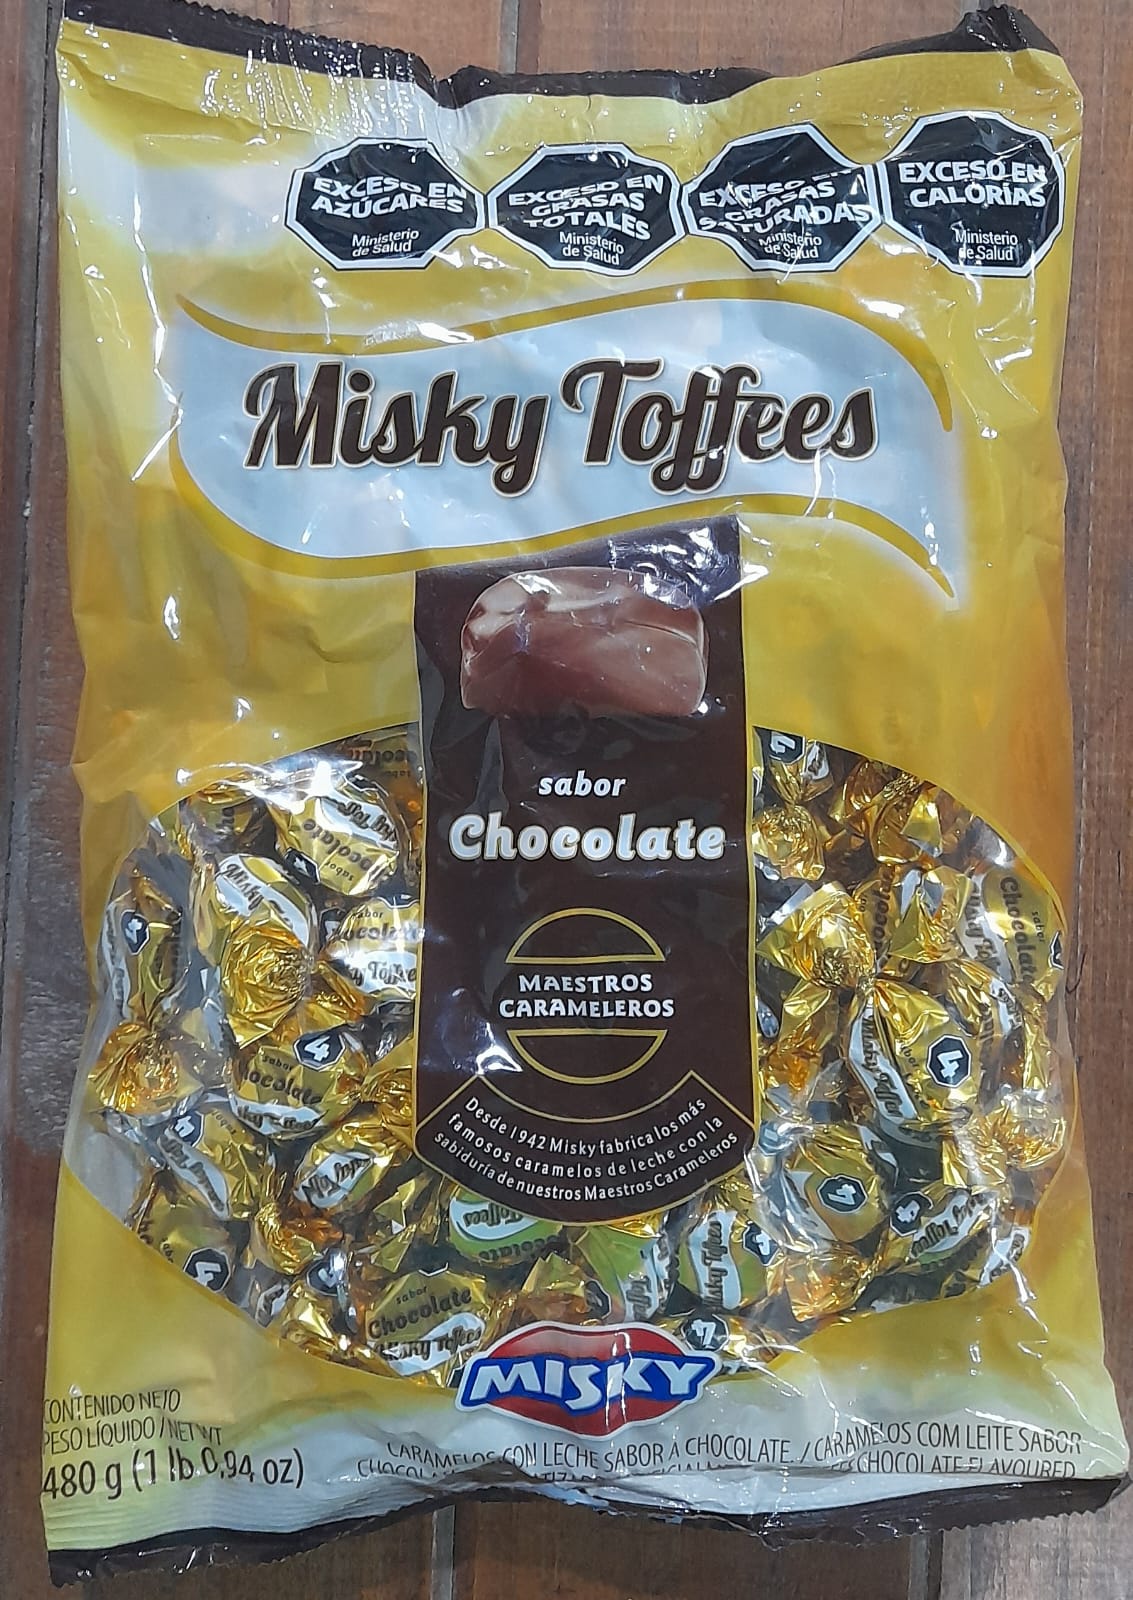 EXCESO EN
AZÚCARES
Ministerio
de Salud
EXCESO EN
GRASAS
TOTALES
Ministerio
de Salud
EXCESO EN
GRASAS
SATURADAS
Ministerio
de Salud
EXCESO EN
CALORÍAS
Ministerio
de Salud
Misky Toffees
sabor
Chocolate
MAESTROS
CARAMELEROS
Desde 1942 Misky fabrica los más
famosos caramelos de leche con la
sabiduría de nuestros Maestros Carameleros
sabor
Chocolate
Misky Toffees
4
MISKY
CONTENIDO NETO
PESO LÍQUIDO / NET WT
480 g (1 lb 0,94 oz)
CARAMELOS CON LECHE SABOR A CHOCOLATE. / CARAMELOS COM LEITE SABOR
CHOCOLATE FLAVOURED